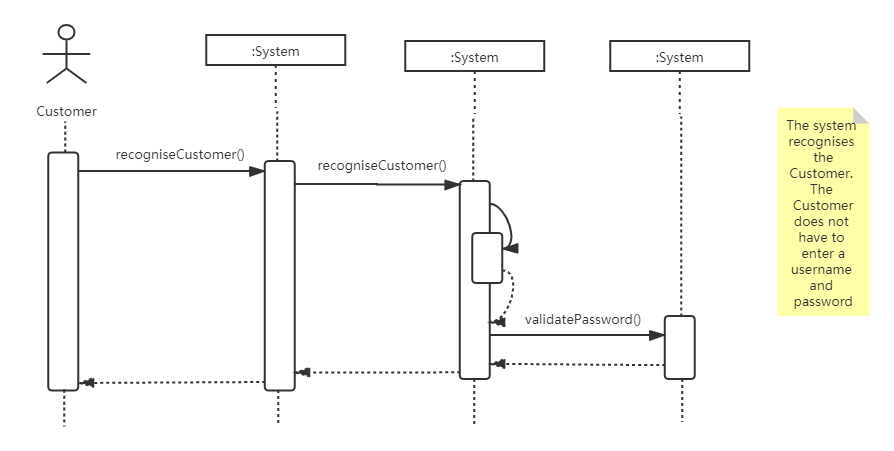 :System
:System
:System
Customer
recogniseCustomer()
recogniseCustomer()
validatePassword()
The system
recognises
the
Customer.
The
Customer
does not
have to
enter a
username
and
password